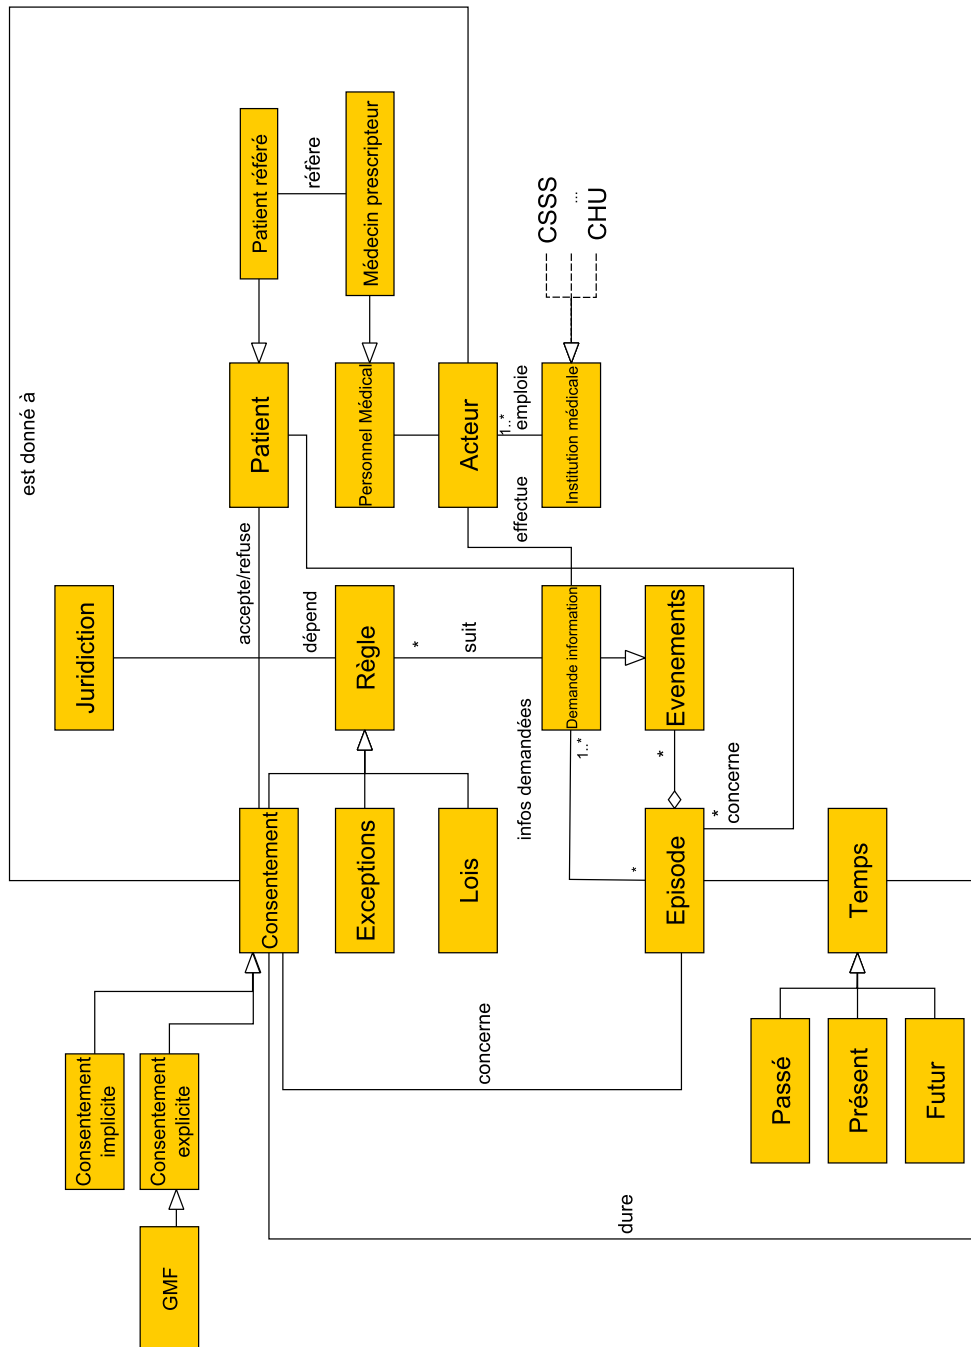 est donné à
GMF
Consentement
implicite
Consentement
explicite
Juridiction
Consentement
accepte/refuse
Patient
Patient référé
dépend
référe
Exceptions
Règle
Personnel Médical
Médecin prescripteur
Lois
*
suit
Acteur
concerne
infos demandées
effectue
1..*
emploie
Demande information
1..*
Institution médicale
CSSS
...
CHU
*
Episode
*
Evenements
*
concerne
dure
Passé
Présent
Futur
Temps